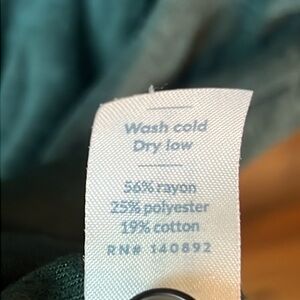 Wash cold
Dry low
56% rayon
25% polyester
19% cotton
RN# 140892